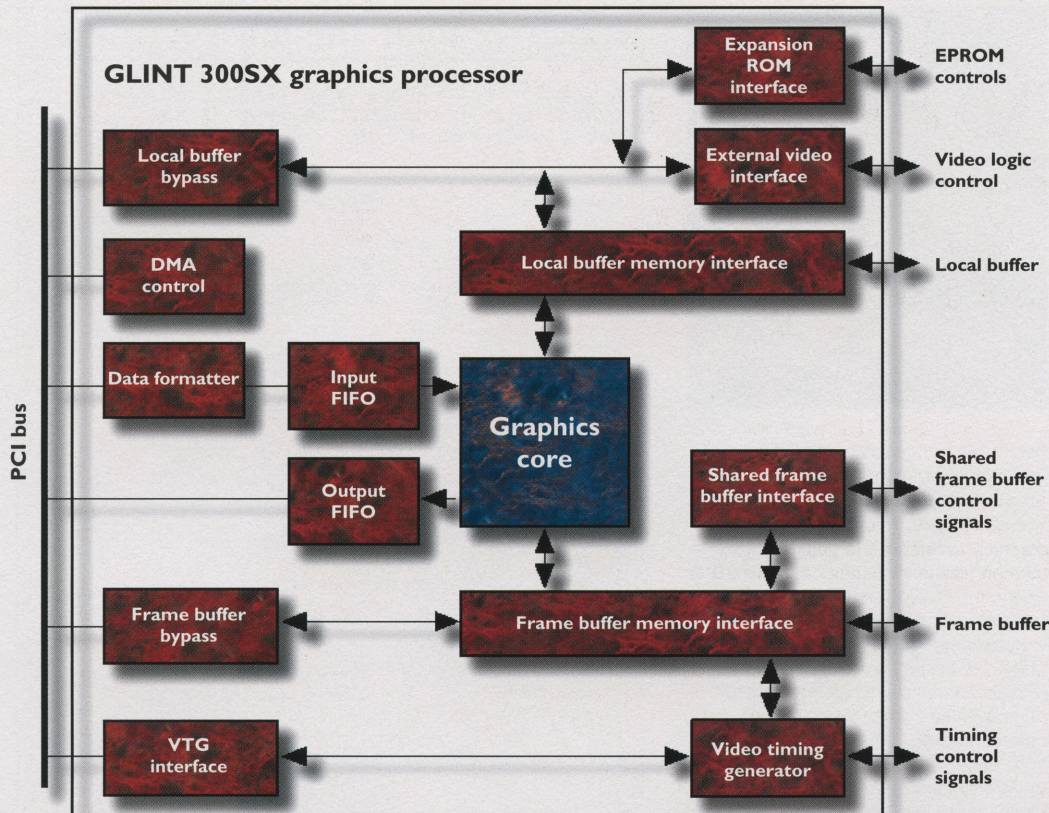 GLINT 300SX graphics processor
Expansion
ROM
interface
EPROM
controls
Local buffer
bypass
External video
interface
Video logic
control
DMA
control
Local buffer memory interface
Local buffer
Data formatter
Input
FIFO
Graphics
core
PCI bus
Output
FIFO
Shared frame
buffer interface
Shared
frame buffer
control
signals
Frame buffer
bypass
Frame buffer memory interface
Frame buffer
VTG
interface
Video timing
generator
Timing
control
signals